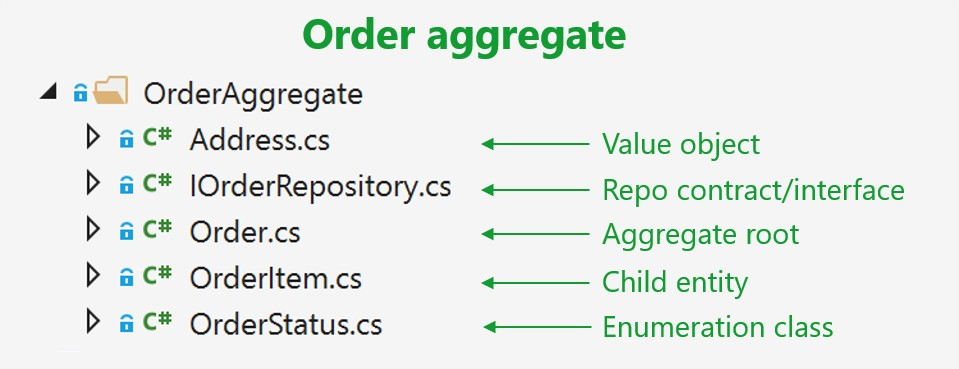 Order aggregate
OrderAggregate
C# Address.cs Value object
C# IOrderRepository.cs Repo contract/interface
C# Order.cs Aggregate root
C# OrderItem.cs Child entity
C# OrderStatus.cs Enumeration class